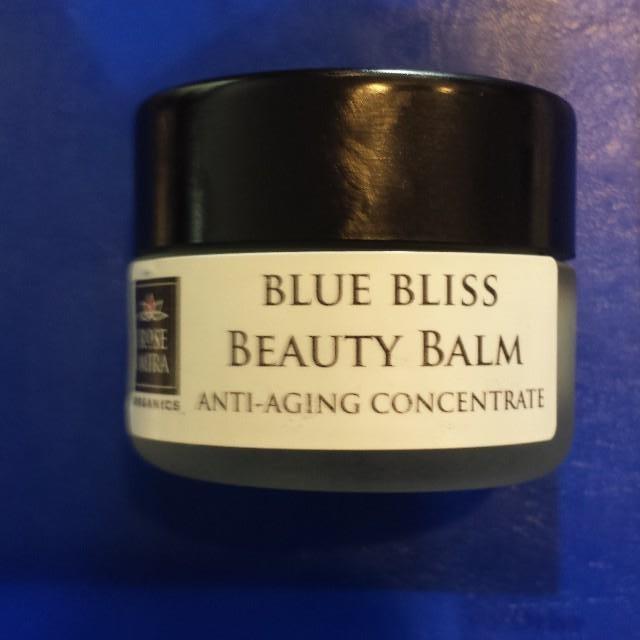 BLUE BLISS
BEAUTY BALM
ANTI-AGING CONCENTRATE
ROSE
MIRA
ORGANICS